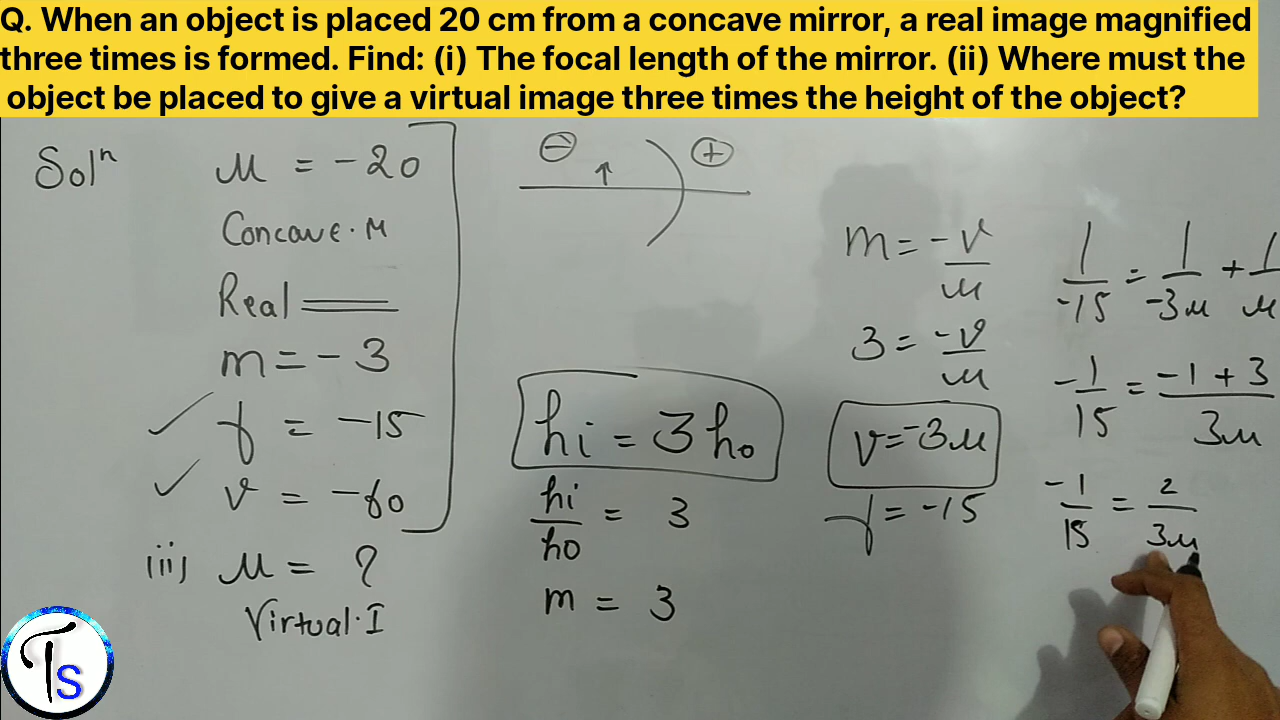 Q. When an object is placed 20 cm from a concave mirror, a real image magnified
three times is formed. Find: (i) The focal length of the mirror. (ii) Where must the
object be placed to give a virtual image three times the height of the object?
Solⁿ
u = -20
Concave. M
Real
m = - 3
✓ f = -15
✓ v = -60
iii) u = ?
Virtual. I
⊖ ↑ ⊕
hi = 3 ho
hi/ho = 3
m = 3
m = -v/u
3 = -v/u
v = -3u
f = -15
1/-15 = 1/-3u + 1/u
-1/15 = -1 + 3/3u
-1/15 = 2/3u
Ts